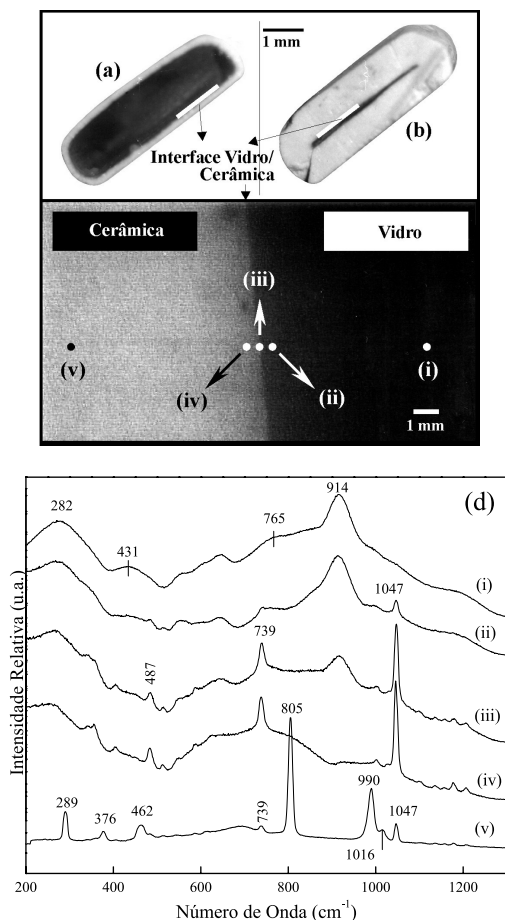 (a)
1 mm
(b)
Interface Vidro/
Cerâmica
Cerâmica
Vidro
(iii)
(v)
(i)
(iv)
(ii)
1 mm
(d)
914
282
765
431
(i)
1047
(ii)
739
487
(iii)
805
(iv)
990
289
376
462
739
1047
(v)
1016
200
400
600
800
1000
1200
Intensidade Relativa (u.a.)
Número de Onda (cm⁻¹)